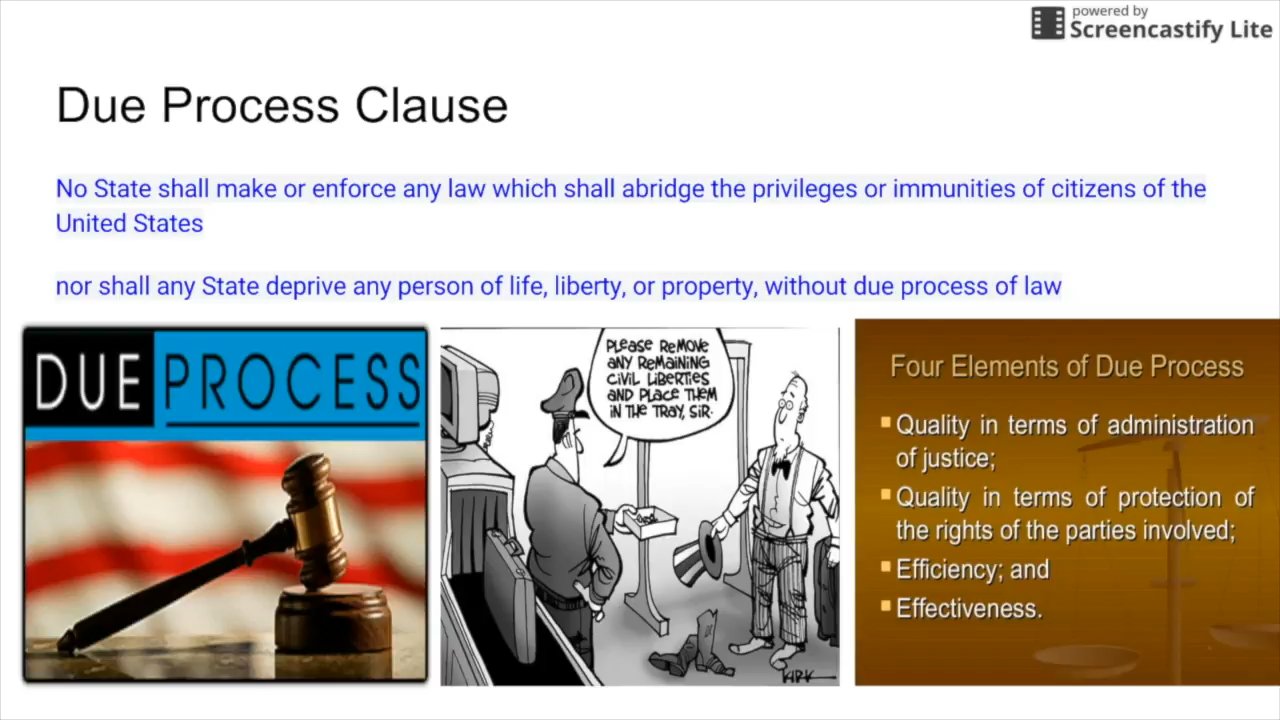 powered by
Screencastify Lite
Due Process Clause
No State shall make or enforce any law which shall abridge the privileges or immunities of citizens of the
United States
nor shall any State deprive any person of life, liberty, or property, without due process of law
DUE PROCESS
PLEASE REMOVE
ANY REMAINING
CIVIL LIBERTIES
AND PLACE THEM
IN THE TRAY, SIR.
KIRK
Four Elements of Due Process
Quality in terms of administration
of justice;
Quality in terms of protection of
the rights of the parties involved;
Efficiency; and
Effectiveness.